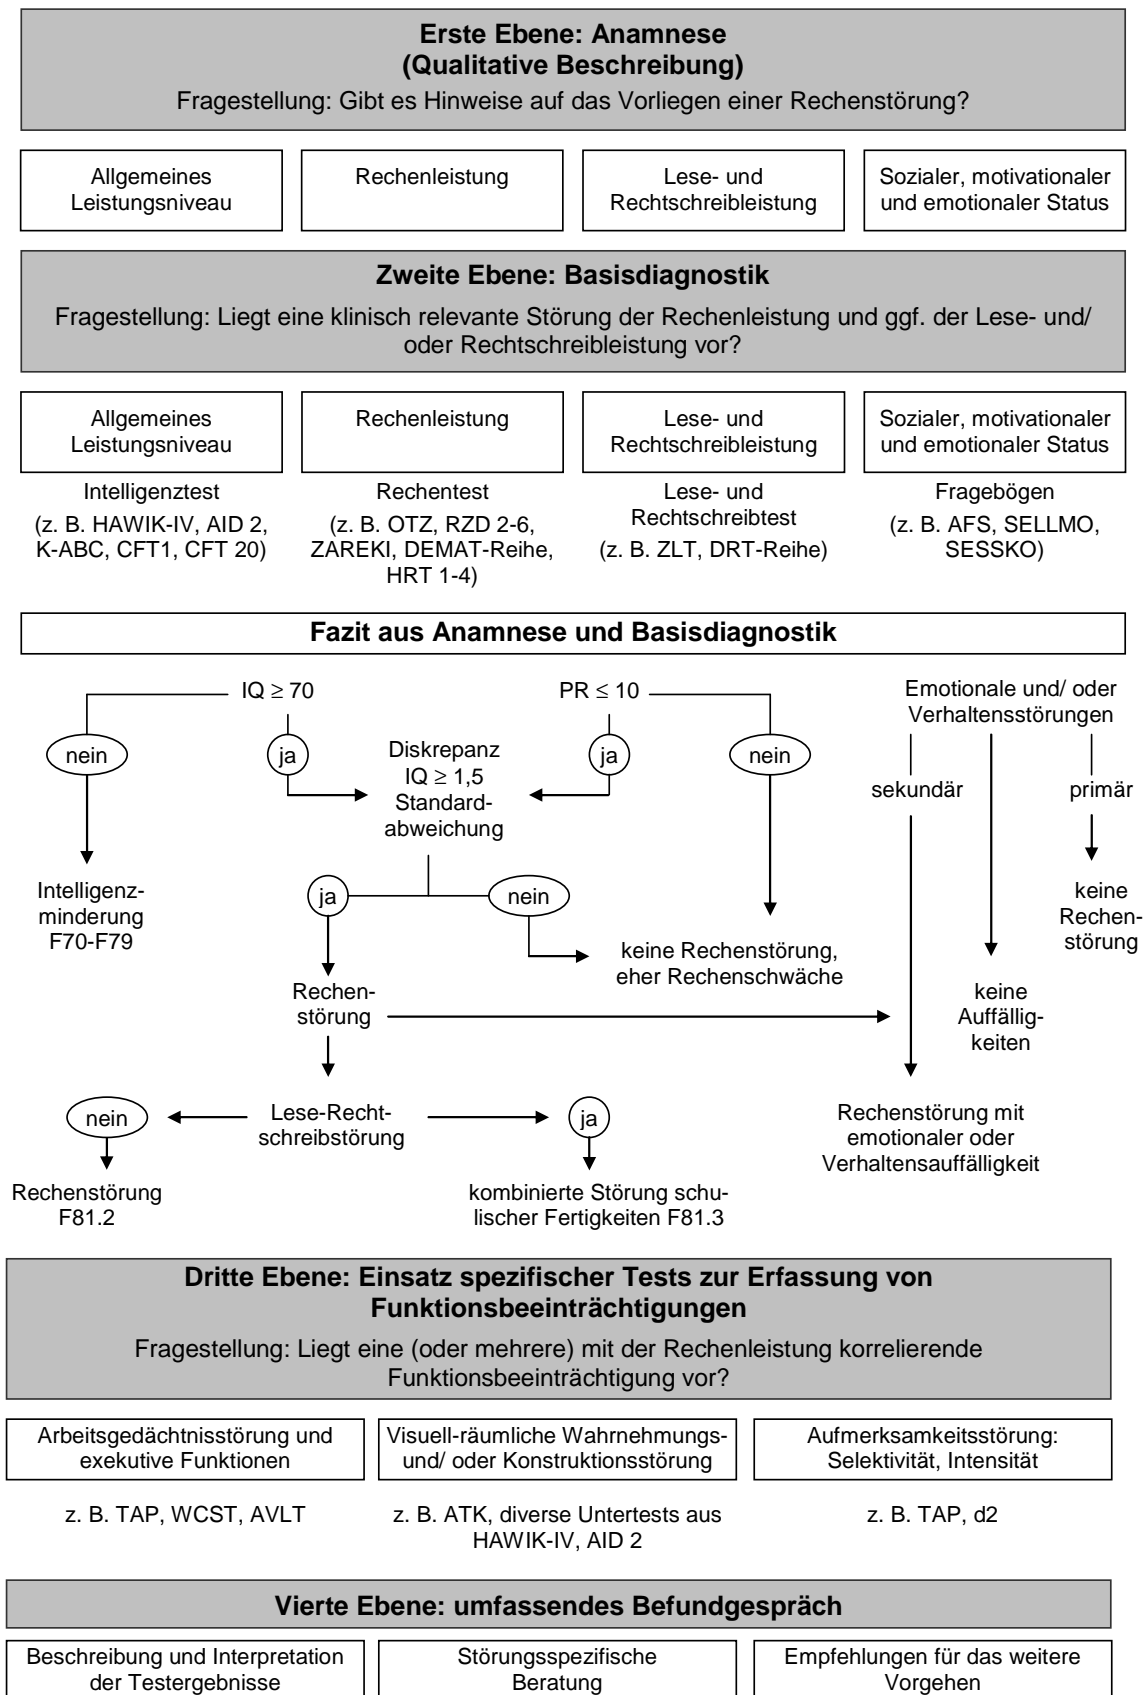 Erste Ebene: Anamnese
(Qualitative Beschreibung)
Fragestellung: Gibt es Hinweise auf das Vorliegen einer Rechenstörung?
Allgemeines
Leistungsniveau
Rechenleistung
Lese- und
Rechtschreibleistung
Sozialer, motivationaler
und emotionaler Status
Zweite Ebene: Basisdiagnostik
Fragestellung: Liegt eine klinisch relevante Störung der Rechenleistung und ggf. der Lese- und/
oder Rechtschreibleistung vor?
Allgemeines
Leistungsniveau
Rechenleistung
Lese- und
Rechtschreibleistung
Sozialer, motivationaler
und emotionaler Status
Intelligenztest
(z. B. HAWIK-IV, AID 2,
K-ABC, CFT1, CFT 20)
Rechentest
(z. B. OTZ, RZD 2-6,
ZAREKI, DEMAT-Reihe,
HRT 1-4)
Lese- und
Rechtschreibtest
(z. B. ZLT, DRT-Reihe)
Fragebögen
(z. B. AFS, SELLMO,
SESSKO)
Fazit aus Anamnese und Basisdiagnostik
IQ ≥ 70
PR ≤ 10
Emotionale und/ oder
Verhaltensstörungen
nein
ja
Diskrepanz
IQ ≥ 1,5
Standard-
abweichung
ja
nein
sekundär
primär
Intelligenz-
minderung
F70-F79
ja
nein
keine Rechenstörung,
eher Rechenschwäche
keine
Rechen-
störung
Rechen-
störung
keine
Auffällig-
keiten
nein
Lese-Recht-
schreibstörung
ja
Rechenstörung mit
emotionaler oder
Verhaltensauffälligkeit
Rechenstörung
F81.2
kombinierte Störung schu-
lischer Fertigkeiten F81.3
Dritte Ebene: Einsatz spezifischer Tests zur Erfassung von
Funktionsbeeinträchtigungen
Fragestellung: Liegt eine (oder mehrere) mit der Rechenleistung korrelierende
Funktionsbeeinträchtigung vor?
Arbeitsgedächtnisstörung und
exekutive Funktionen
Visuell-räumliche Wahrnehmungs-
und/ oder Konstruktionsstörung
Aufmerksamkeitsstörung:
Selektivität, Intensität
z. B. TAP, WCST, AVLT
z. B. ATK, diverse Untertests aus
HAWIK-IV, AID 2
z. B. TAP, d2
Vierte Ebene: umfassendes Befundgespräch
Beschreibung und Interpretation
der Testergebnisse
Störungsspezifische
Beratung
Empfehlungen für das weitere
Vorgehen